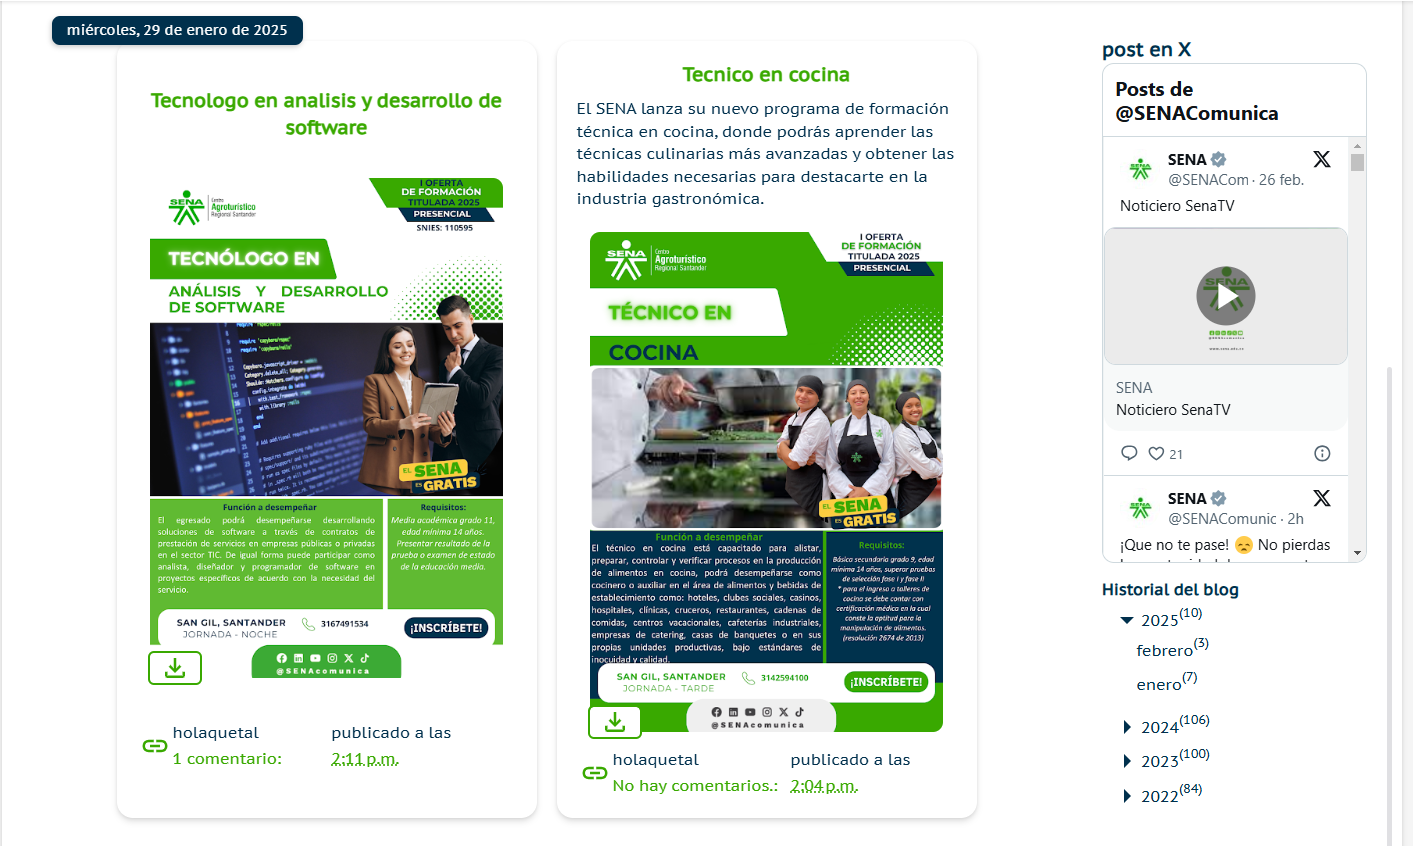 miércoles, 29 de enero de 2025
Tecnologo en analisis y desarrollo de
software
SENA
Centro
Agroturístico
Regional Santander
I OFERTA
DE FORMACIÓN
TITULADA 2025
PRESENCIAL
SNIES: 110595
TECNÓLOGO EN
ANÁLISIS Y DESARROLLO
DE SOFTWARE
EL SENA
ES GRATIS
Función a desempeñar
El egresado podrá desempeñarse desarrollando
soluciones de software a través de contratos de
prestación de servicios en empresas públicas o privadas
en el sector TIC. De igual forma puede participar como
analista, diseñador y programador de software en
proyectos específicos de acuerdo con la necesidad del
servicio.
Requisitos:
Media académica grado 11,
edad mínima 14 años.
Presentar resultado de la
prueba o examen de estado
de la educación media.
SAN GIL, SANTANDER
JORNADA - NOCHE
3167491534
¡INSCRÍBETE!
@SENAcomunica
holaquetal
1 comentario:
publicado a las
2:11 p.m.
Tecnico en cocina
El SENA lanza su nuevo programa de formación
técnica en cocina, donde podrás aprender las
técnicas culinarias más avanzadas y obtener las
habilidades necesarias para destacarte en la
industria gastronómica.
SENA
Centro
Agroturístico
Regional Santander
I OFERTA
DE FORMACIÓN
TITULADA 2025
PRESENCIAL
TÉCNICO EN
COCINA
EL SENA
ES GRATIS
Función a desempeñar
El técnico en cocina está capacitado para alistar,
preparar, controlar y verificar procesos en la producción
de alimentos en cocina, podrá desempeñarse como
cocinero o auxiliar en el área de alimentos y bebidas de
establecimiento como: hoteles, clubes sociales, casinos,
hospitales, clínicas, cruceros, restaurantes, cadenas de
comidas, centros vacacionales, cafeterías industriales,
empresas de catering, casas de banquetes o en sus
propias unidades productivas, bajo estándares de
inocuidad y calidad.
Requisitos:
Básica secundaria grado 9, edad
mínima 14 años, superar pruebas
de selección fase I y fase II
* para el ingreso a talleres de
cocina se debe contar con
certificación médica en la cual
conste la aptitud para la
manipulación de alimentos.
(resolución 2674 de 2013)
SAN GIL, SANTANDER
JORNADA - TARDE
3142594100
¡INSCRÍBETE!
@SENAcomunica
holaquetal
No hay comentarios.:
publicado a las
2:04 p.m.
post en X
Posts de
@SENAComunica
SENA
@SENACom · 26 feb.
Noticiero SenaTV
SENA
SENA
Noticiero SenaTV
21
SENA
@SENAComunic · 2h
¡Que no te pase! 😞 No pierdas
Historial del blog
2025(10)
febrero(3)
enero(7)
2024(106)
2023(100)
2022(84)